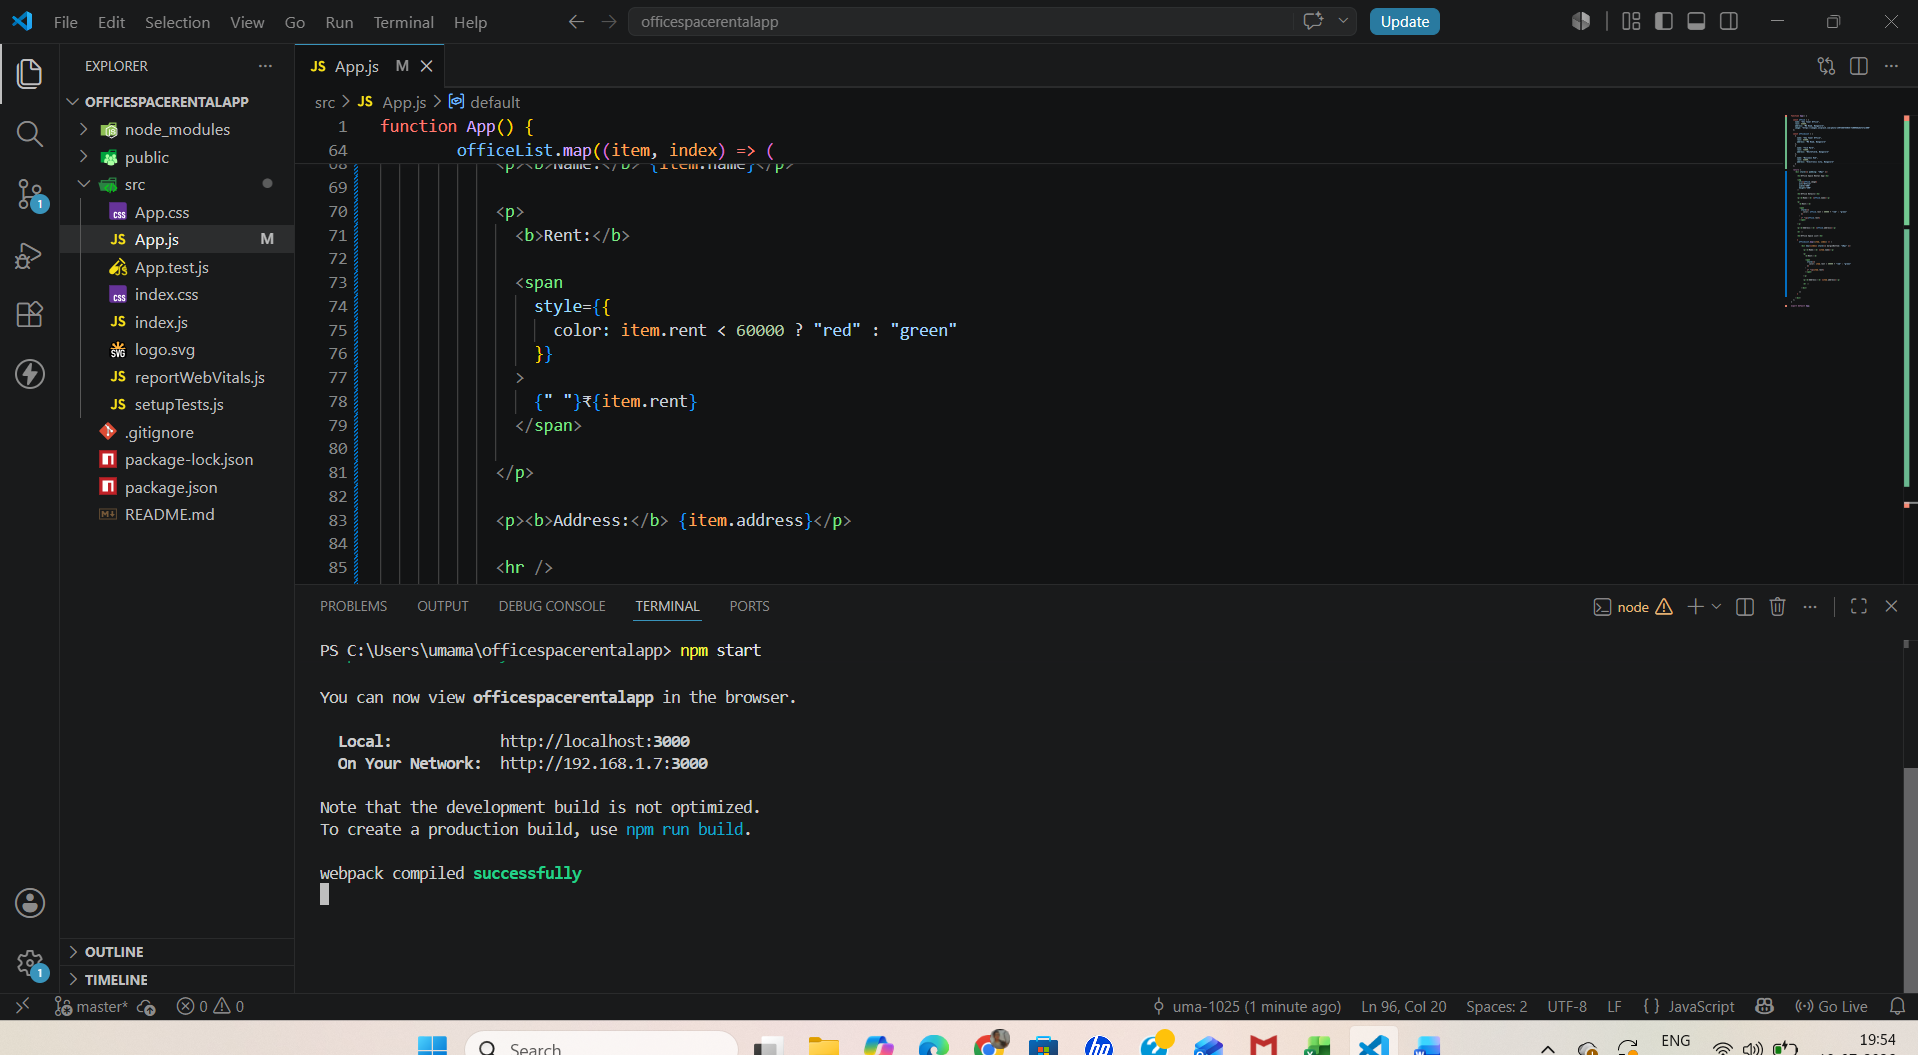 File Edit Selection View Go Run Terminal Help
officespacerentalapp
Update
EXPLORER
OFFICESPACERENTALAPP
node_modules
public
src
App.css
App.js M
App.test.js
index.css
index.js
logo.svg
reportWebVitals.js
setupTests.js
.gitignore
package-lock.json
package.json
README.md
OUTLINE
TIMELINE
JS App.js M
src > JS App.js > default
1 function App() {
64 officeList.map((item, index) => (
68 <p><b>Name:</b> {item.name}</p>
69
70 <p>
71 <b>Rent:</b>
72
73 <span
74 style={{
75 color: item.rent < 60000 ? "red" : "green"
76 }}
77 >
78 {" "}₹{item.rent}
79 </span>
80
81 </p>
82
83 <p><b>Address:</b> {item.address}</p>
84
85 <hr />
PROBLEMS OUTPUT DEBUG CONSOLE TERMINAL PORTS
node
PS C:\Users\umama\officespacerentalapp> npm start
You can now view officespacerentalapp in the browser.
Local: http://localhost:3000
On Your Network: http://192.168.1.7:3000
Note that the development build is not optimized.
To create a production build, use npm run build.
webpack compiled successfully
master* 0 0 uma-1025 (1 minute ago) Ln 96, Col 20 Spaces: 2 UTF-8 LF { } JavaScript Go Live
Search
ENG
19:54